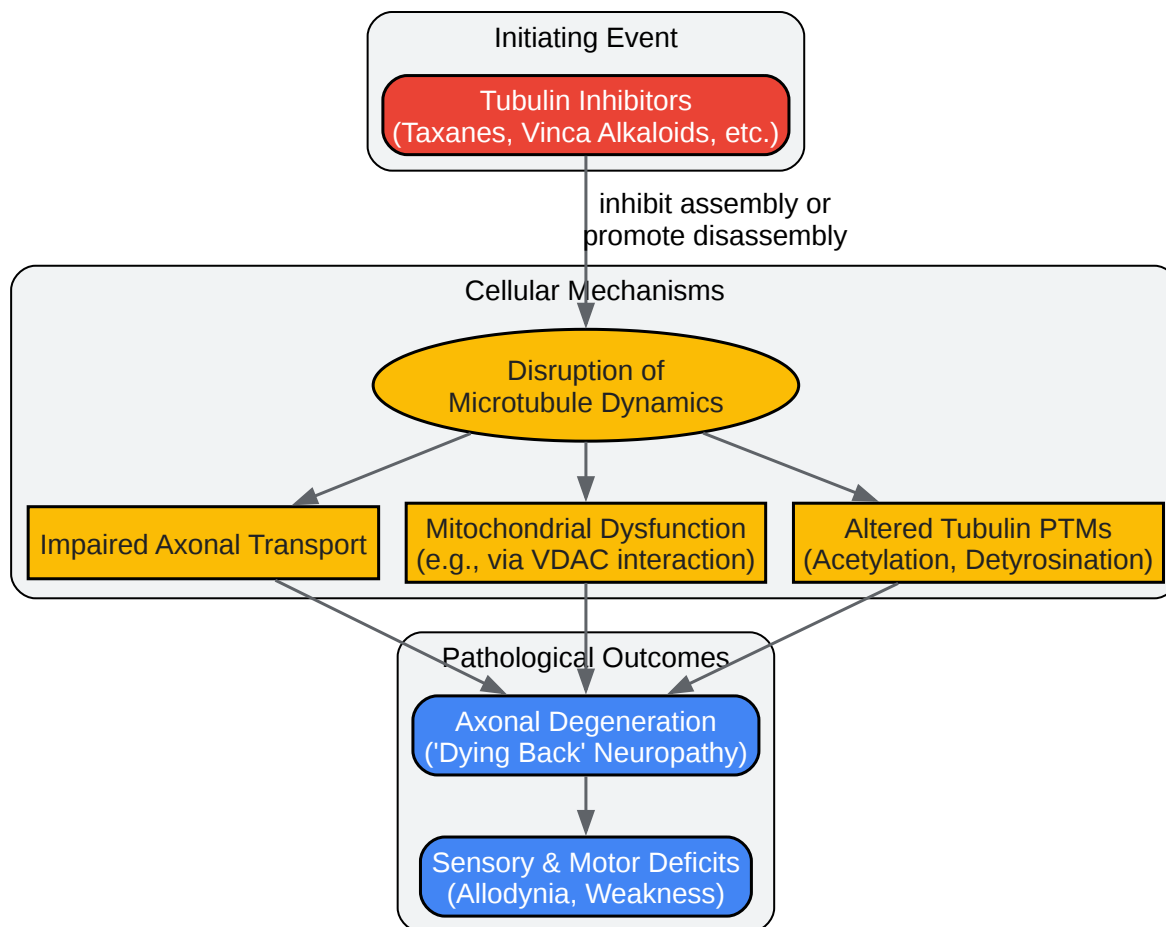 Initiating Event
Tubulin Inhibitors
(Taxanes, Vinca Alkaloids, etc.)
inhibit assembly or
promote disassembly
Cellular Mechanisms
Disruption of
Microtubule Dynamics
Impaired Axonal Transport
Mitochondrial Dysfunction
(e.g., via VDAC interaction)
Altered Tubulin PTMs
(Acetylation, Detyrosination)
Pathological Outcomes
Axonal Degeneration
('Dying Back' Neuropathy)
Sensory & Motor Deficits
(Allodynia, Weakness)